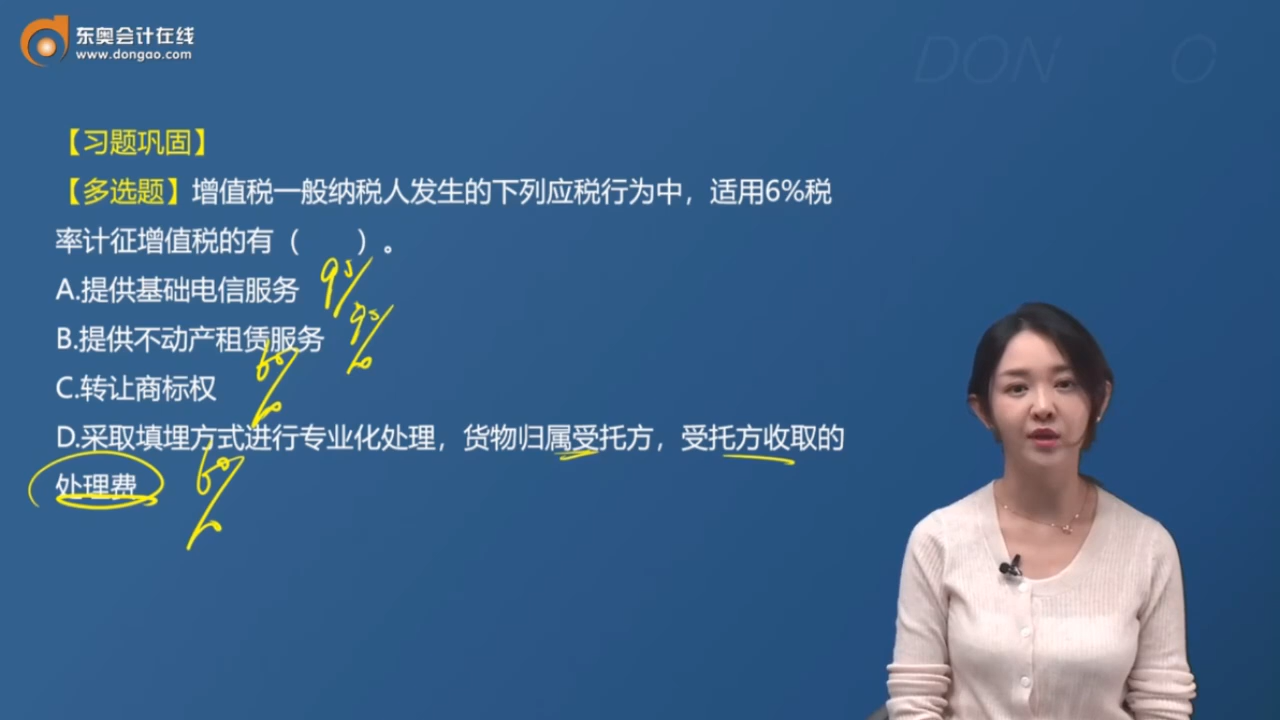 东奥会计在线
www.dongao.com
DON O
【习题巩固】
【多选题】增值税一般纳税人发生的下列应税行为中，适用6%税
率计征增值税的有（ ）。
A.提供基础电信服务 9%
B.提供不动产租赁服务 9%
C.转让商标权 6%
D.采取填埋方式进行专业化处理，货物归属受托方，受托方收取的
处理费 6%